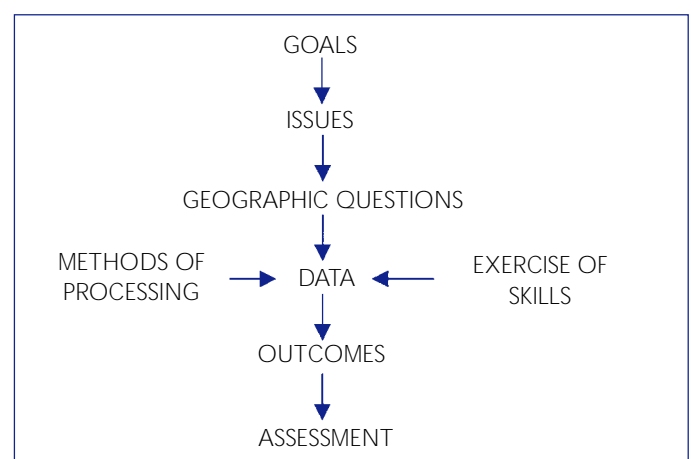 GOALS
ISSUES
GEOGRAPHIC QUESTIONS
METHODS OF
PROCESSING
DATA
EXERCISE OF
SKILLS
OUTCOMES
ASSESSMENT